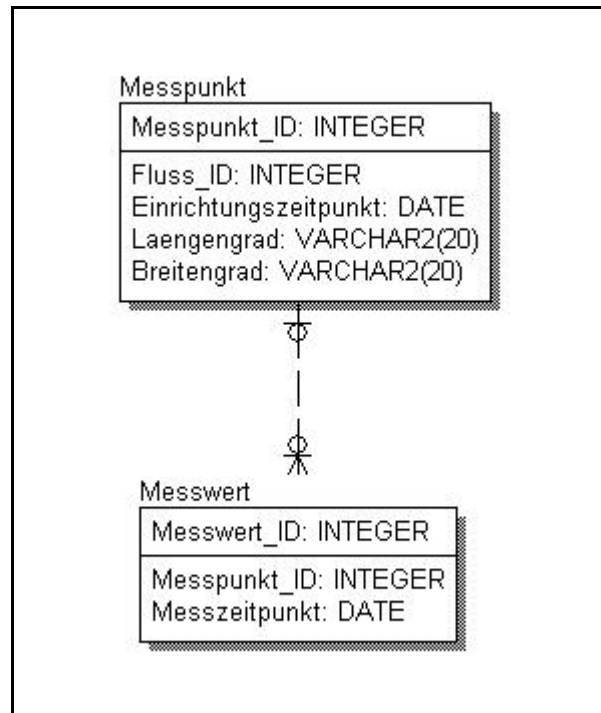 Messpunkt
Messpunkt_ID: INTEGER
Fluss_ID: INTEGER
Einrichtungszeitpunkt: DATE
Laengengrad: VARCHAR2(20)
Breitengrad: VARCHAR2(20)
Messwert
Messwert_ID: INTEGER
Messpunkt_ID: INTEGER
Messzeitpunkt: DATE